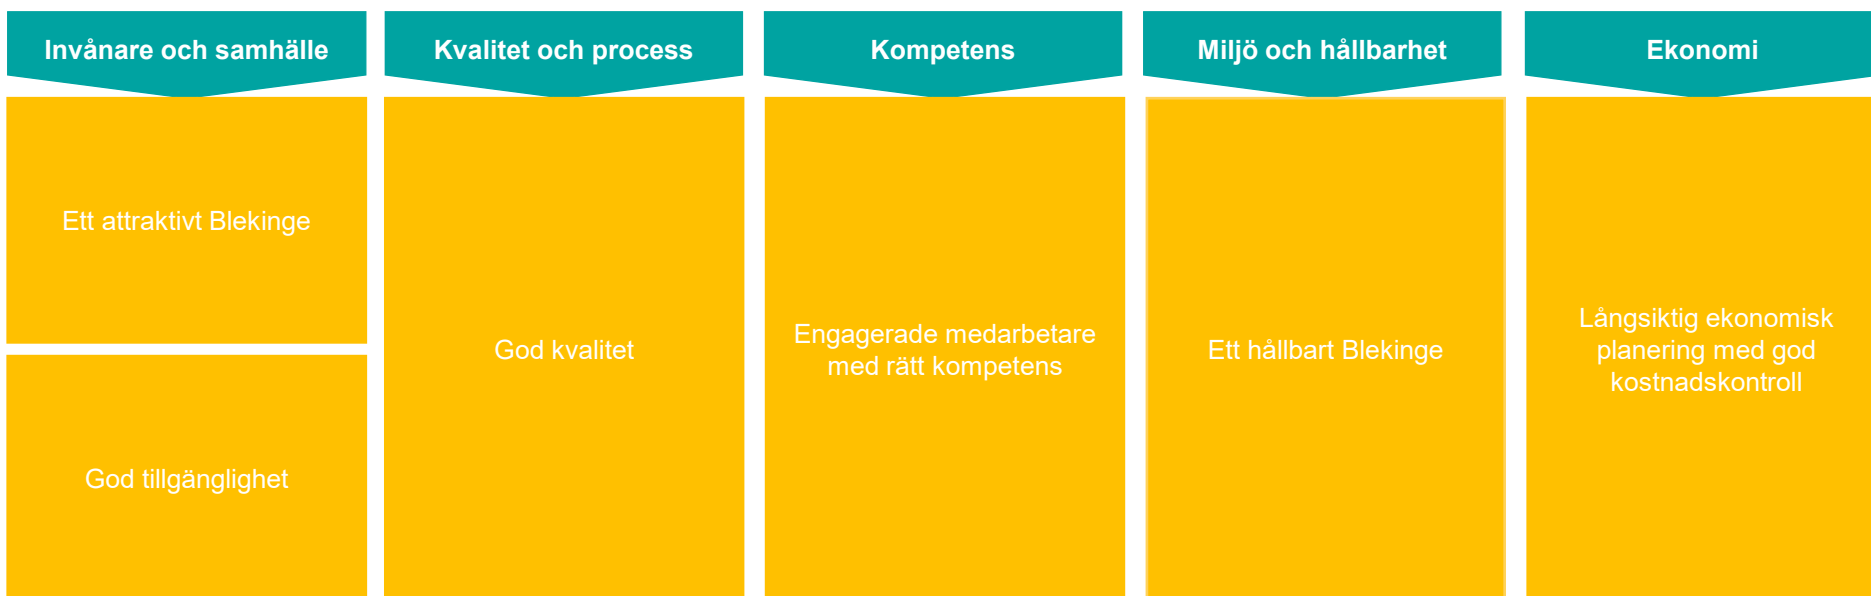 Invånare och samhälle
Kvalitet och process
Kompetens
Miljö och hållbarhet
Ekonomi
Ett attraktivt Blekinge
God tillgänglighet
God kvalitet
Engagerade medarbetare
med rätt kompetens
Ett hållbart Blekinge
Långsiktig ekonomisk
planering med god
kostnadskontroll